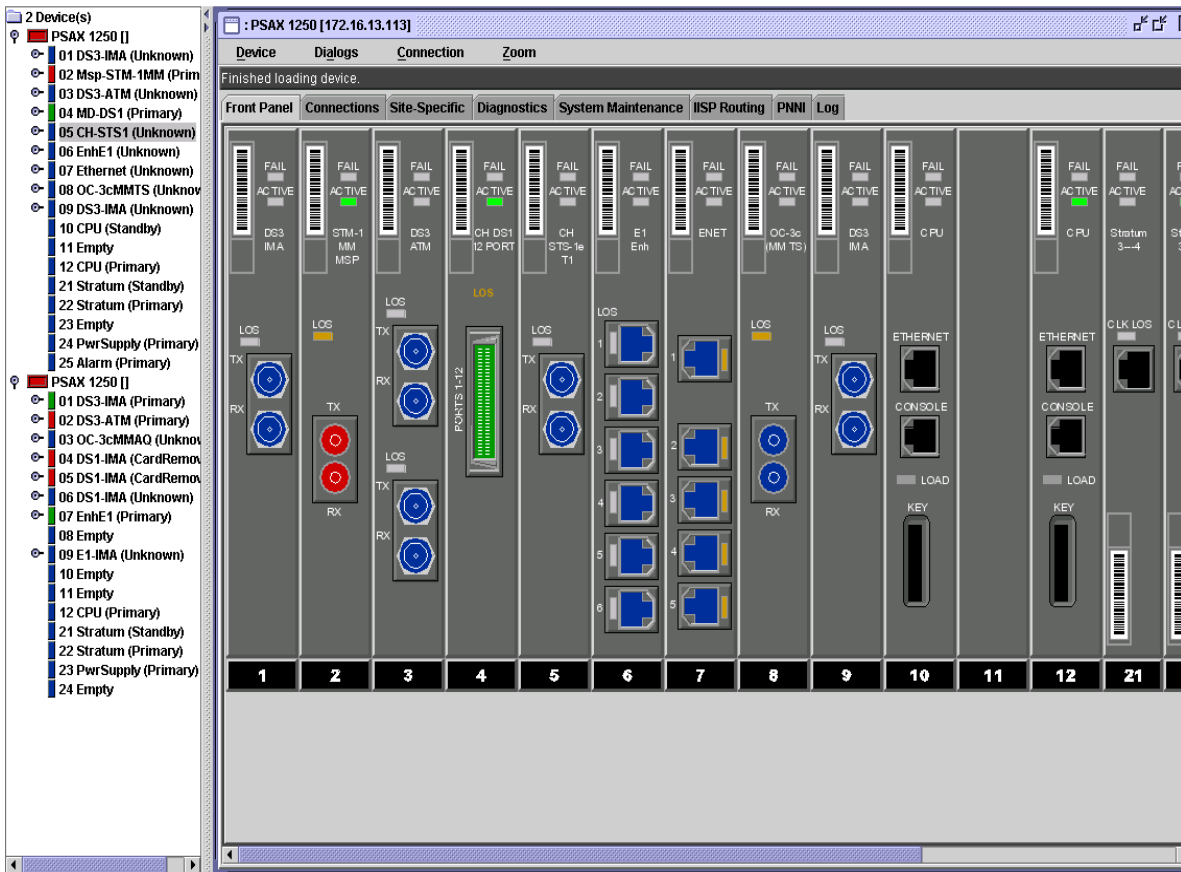 2 Device(s)
PSAX 1250 []
01 DS3-IMA (Unknown)
02 Msp-STM-1MM (Prim
03 DS3-ATM (Unknown)
04 MD-DS1 (Primary)
05 CH-STS1 (Unknown)
06 EnhE1 (Unknown)
07 Ethernet (Unknown)
08 OC-3cMMTS (Unknow
09 DS3-IMA (Unknown)
10 CPU (Standby)
11 Empty
12 CPU (Primary)
21 Stratum (Standby)
22 Stratum (Primary)
23 Empty
24 PwrSupply (Primary)
25 Alarm (Primary)
PSAX 1250 []
01 DS3-IMA (Primary)
02 DS3-ATM (Primary)
03 OC-3cMMAQ (Unknow
04 DS1-IMA (CardRemov
05 DS1-IMA (CardRemov
06 DS1-IMA (Unknown)
07 EnhE1 (Primary)
08 Empty
09 E1-IMA (Unknown)
10 Empty
11 Empty
12 CPU (Primary)
21 Stratum (Standby)
22 Stratum (Primary)
23 PwrSupply (Primary)
24 Empty
: PSAX 1250 [172.16.13.113]
Device Dialogs Connection Zoom
Finished loading device.
Front Panel Connections Site-Specific Diagnostics System Maintenance IISP Routing PNNI Log
FAIL
ACTIVE
DS3
IMA
LOS
TX
RX
1
FAIL
ACTIVE
STM-1
MM
MSP
LOS
TX
RX
2
FAIL
ACTIVE
DS3
ATM
LOS
TX
RX
LOS
TX
RX
3
FAIL
ACTIVE
CH DS1
12 PORT
LOS
PORTS 1-12
4
FAIL
ACTIVE
CH
STS-1e
T1
LOS
TX
RX
5
FAIL
ACTIVE
E1
Enh
LOS
1
2
3
4
5
6
6
FAIL
ACTIVE
ENET
1
2
3
4
5
7
FAIL
ACTIVE
OC-3c
(MM TS)
LOS
TX
RX
8
FAIL
ACTIVE
DS3
IMA
LOS
TX
RX
9
FAIL
ACTIVE
CPU
ETHERNET
CONSOLE
LOAD
KEY
10
11
FAIL
ACTIVE
CPU
ETHERNET
CONSOLE
LOAD
KEY
12
FAIL
ACTIVE
Stratum
3---4
CLK LOS
21